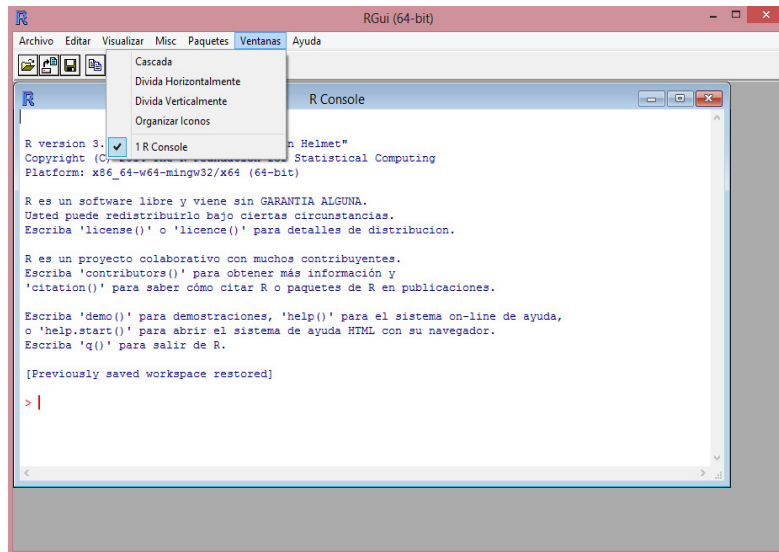 RGui (64-bit)
Archivo Editar Visualizar Misc Paquetes Ventanas Ayuda
Cascada
Divida Horizontalmente
Divida Verticalmente
Organizar Iconos
1 R Console
R Console
R version 3. n Helmet"
Copyright (C) Statistical Computing
Platform: x86_64-w64-mingw32/x64 (64-bit)
R es un software libre y viene sin GARANTIA ALGUNA.
Usted puede redistribuirlo bajo ciertas circunstancias.
Escriba 'license()' o 'licence()' para detalles de distribucion.
R es un proyecto colaborativo con muchos contribuyentes.
Escriba 'contributors()' para obtener más información y
'citation()' para saber cómo citar R o paquetes de R en publicaciones.
Escriba 'demo()' para demostraciones, 'help()' para el sistema on-line de ayuda,
o 'help.start()' para abrir el sistema de ayuda HTML con su navegador.
Escriba 'q()' para salir de R.
[Previously saved workspace restored]
>